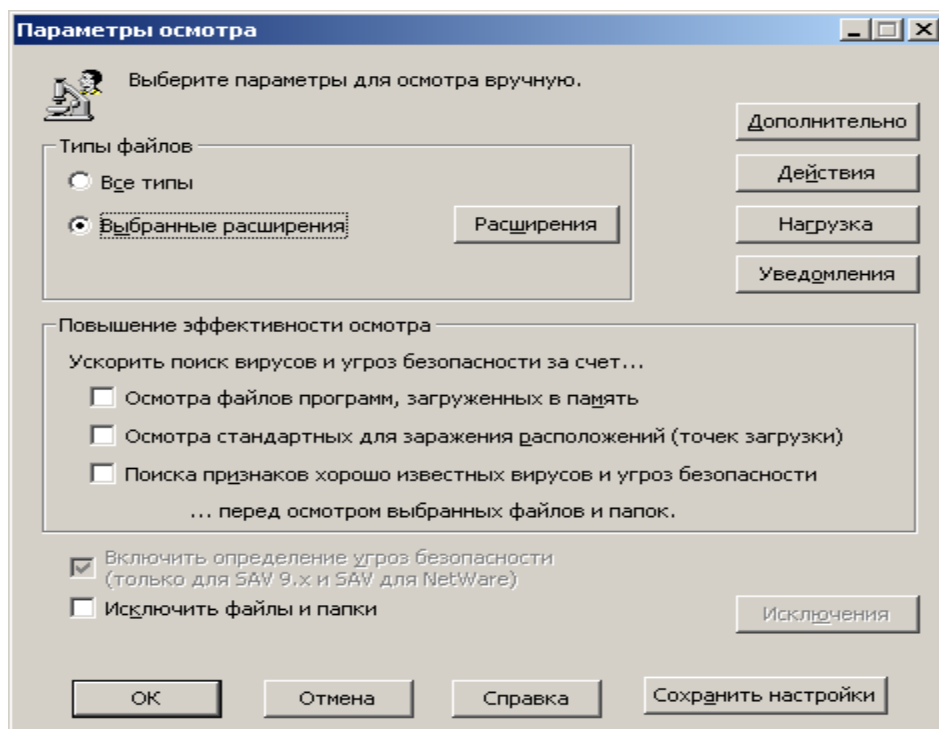 Параметры осмотра
Выберите параметры для осмотра вручную.
Дополнительно
Типы файлов
Все типы
Действия
Выбранные расширения
Расширения
Нагрузка
Уведомления
Повышение эффективности осмотра
Ускорить поиск вирусов и угроз безопасности за счет...
Осмотра файлов программ, загруженных в память
Осмотра стандартных для заражения расположений (точек загрузки)
Поиска признаков хорошо известных вирусов и угроз безопасности
... перед осмотром выбранных файлов и папок.
Включить определение угроз безопасности
(только для SAV 9.x и SAV для NetWare)
Исключить файлы и папки
Исключения
ОК
Отмена
Справка
Сохранить настройки